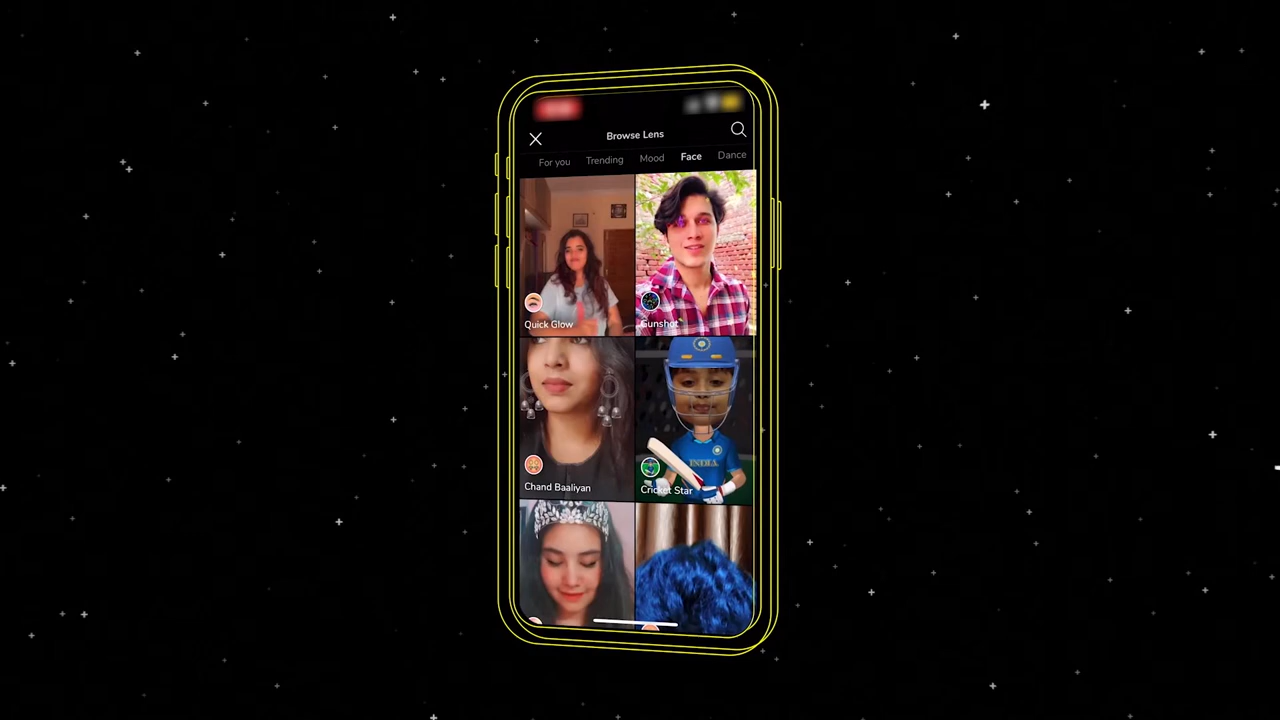 Browse Lens
For you Trending Mood Face Dance
Quick Glow
Gunshot
Chand Baaliyan
INDIA
Cricket Star